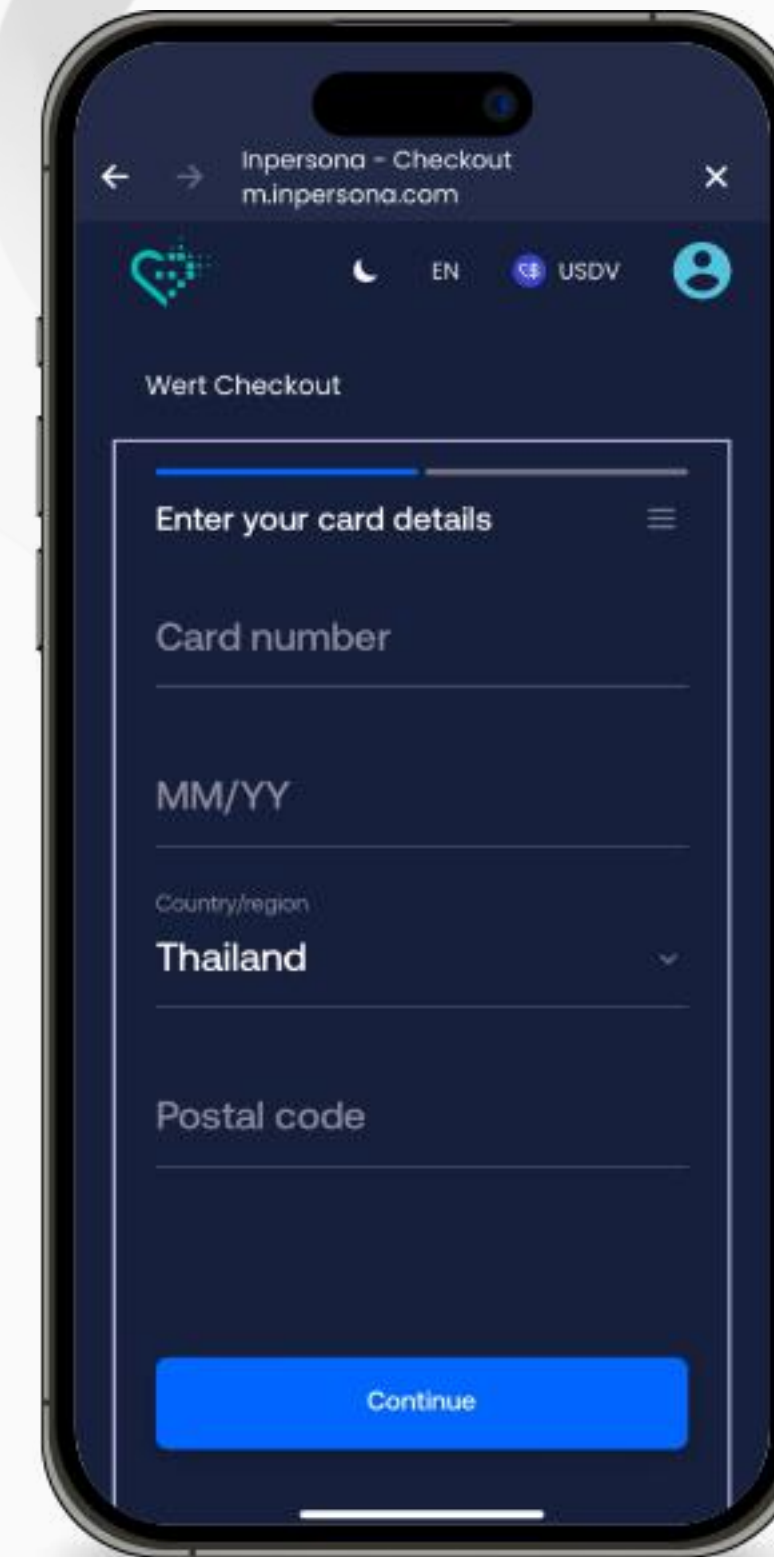 Inpersona - Checkout
m.inpersona.com
EN USDV
Wert Checkout
Enter your card details
Card number
MM/YY
Country/region
Thailand
Postal code
Continue